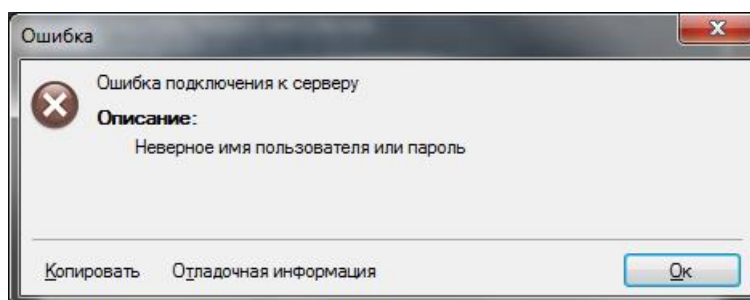 Ошибка
Ошибка подключения к серверу
Описание:
Неверное имя пользователя или пароль
Копировать Отладочная информация Ок